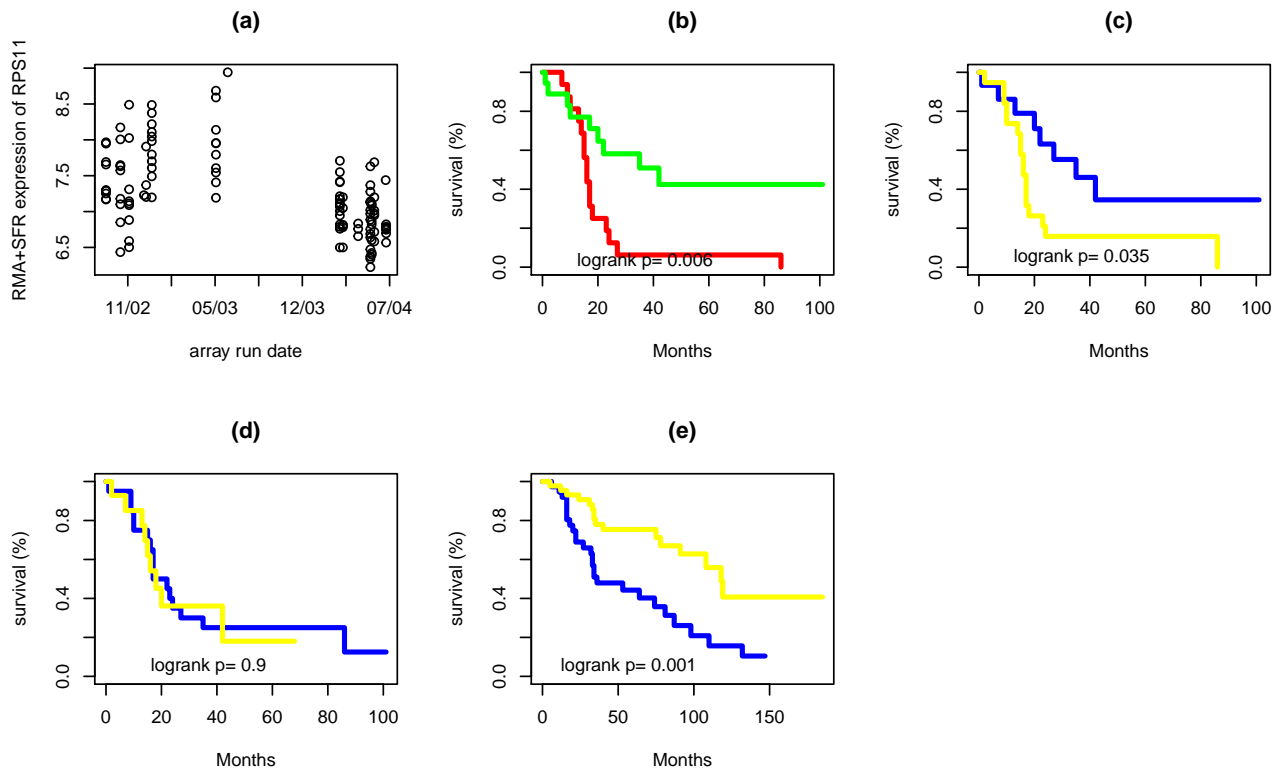 (a)
RMA+SFR expression of RPS11
8.5
7.5
6.5
11/02 05/03 12/03 07/04
array run date
(b)
survival (%)
0.8
0.4
0.0
logrank p= 0.006
0 20 40 60 80 100
Months
(c)
survival (%)
0.8
0.4
0.0
logrank p= 0.035
0 20 40 60 80 100
Months
(d)
survival (%)
0.8
0.4
0.0
logrank p= 0.9
0 20 40 60 80 100
Months
(e)
survival (%)
0.8
0.4
0.0
logrank p= 0.001
0 50 100 150
Months